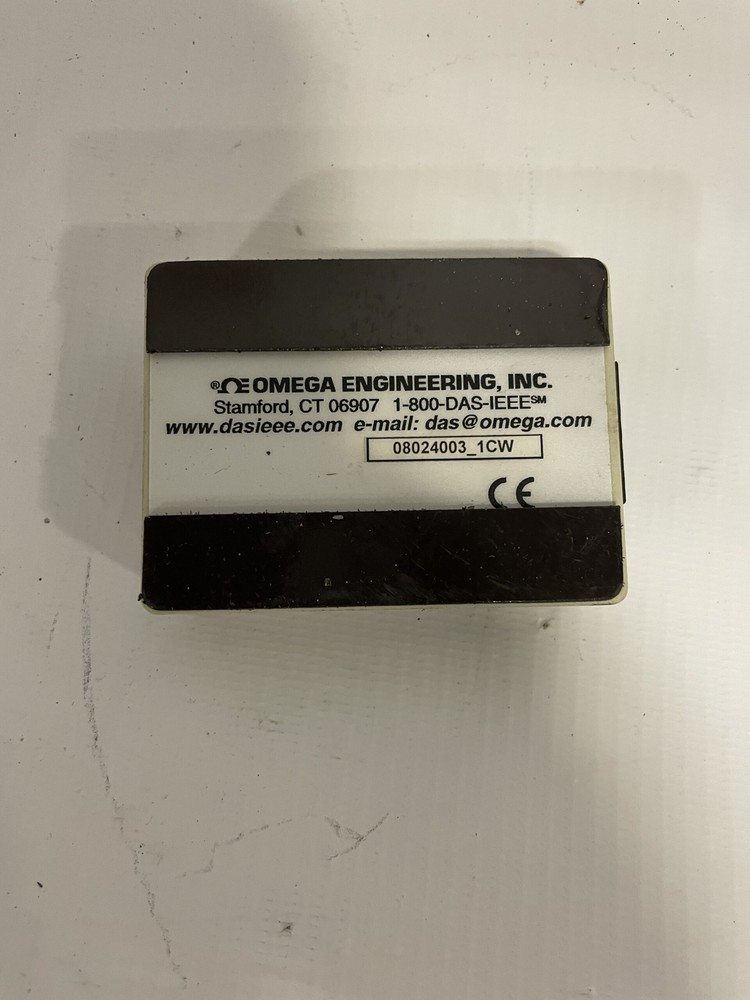 ® OMEGA ENGINEERING, INC.
Stamford, CT 06907 1-800-DAS-IEEE℠
www.dasieee.com e-mail: das@omega.com
08024003_1CW
CE